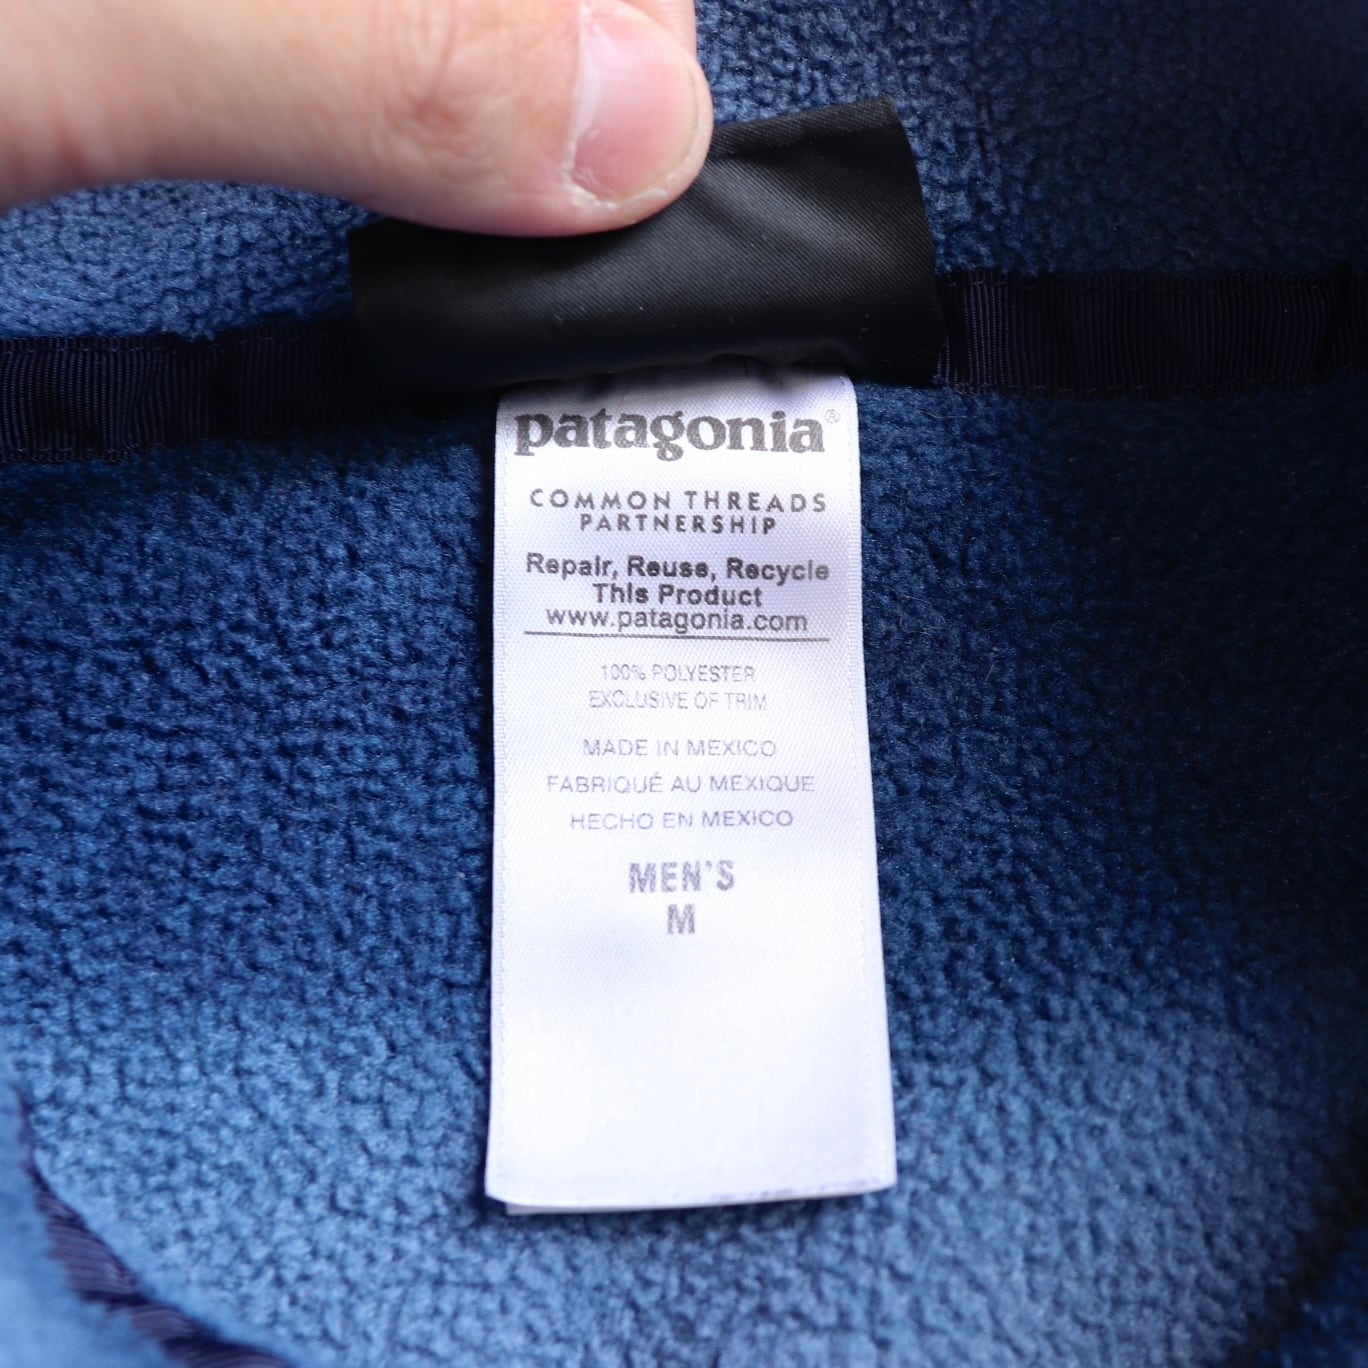 patagonia®
COMMON THREADS
PARTNERSHIP
Repair, Reuse, Recycle
This Product
www.patagonia.com
100% POLYESTER
EXCLUSIVE OF TRIM
MADE IN MEXICO
FABRIQUÉ AU MEXIQUE
HECHO EN MEXICO
MEN'S
M